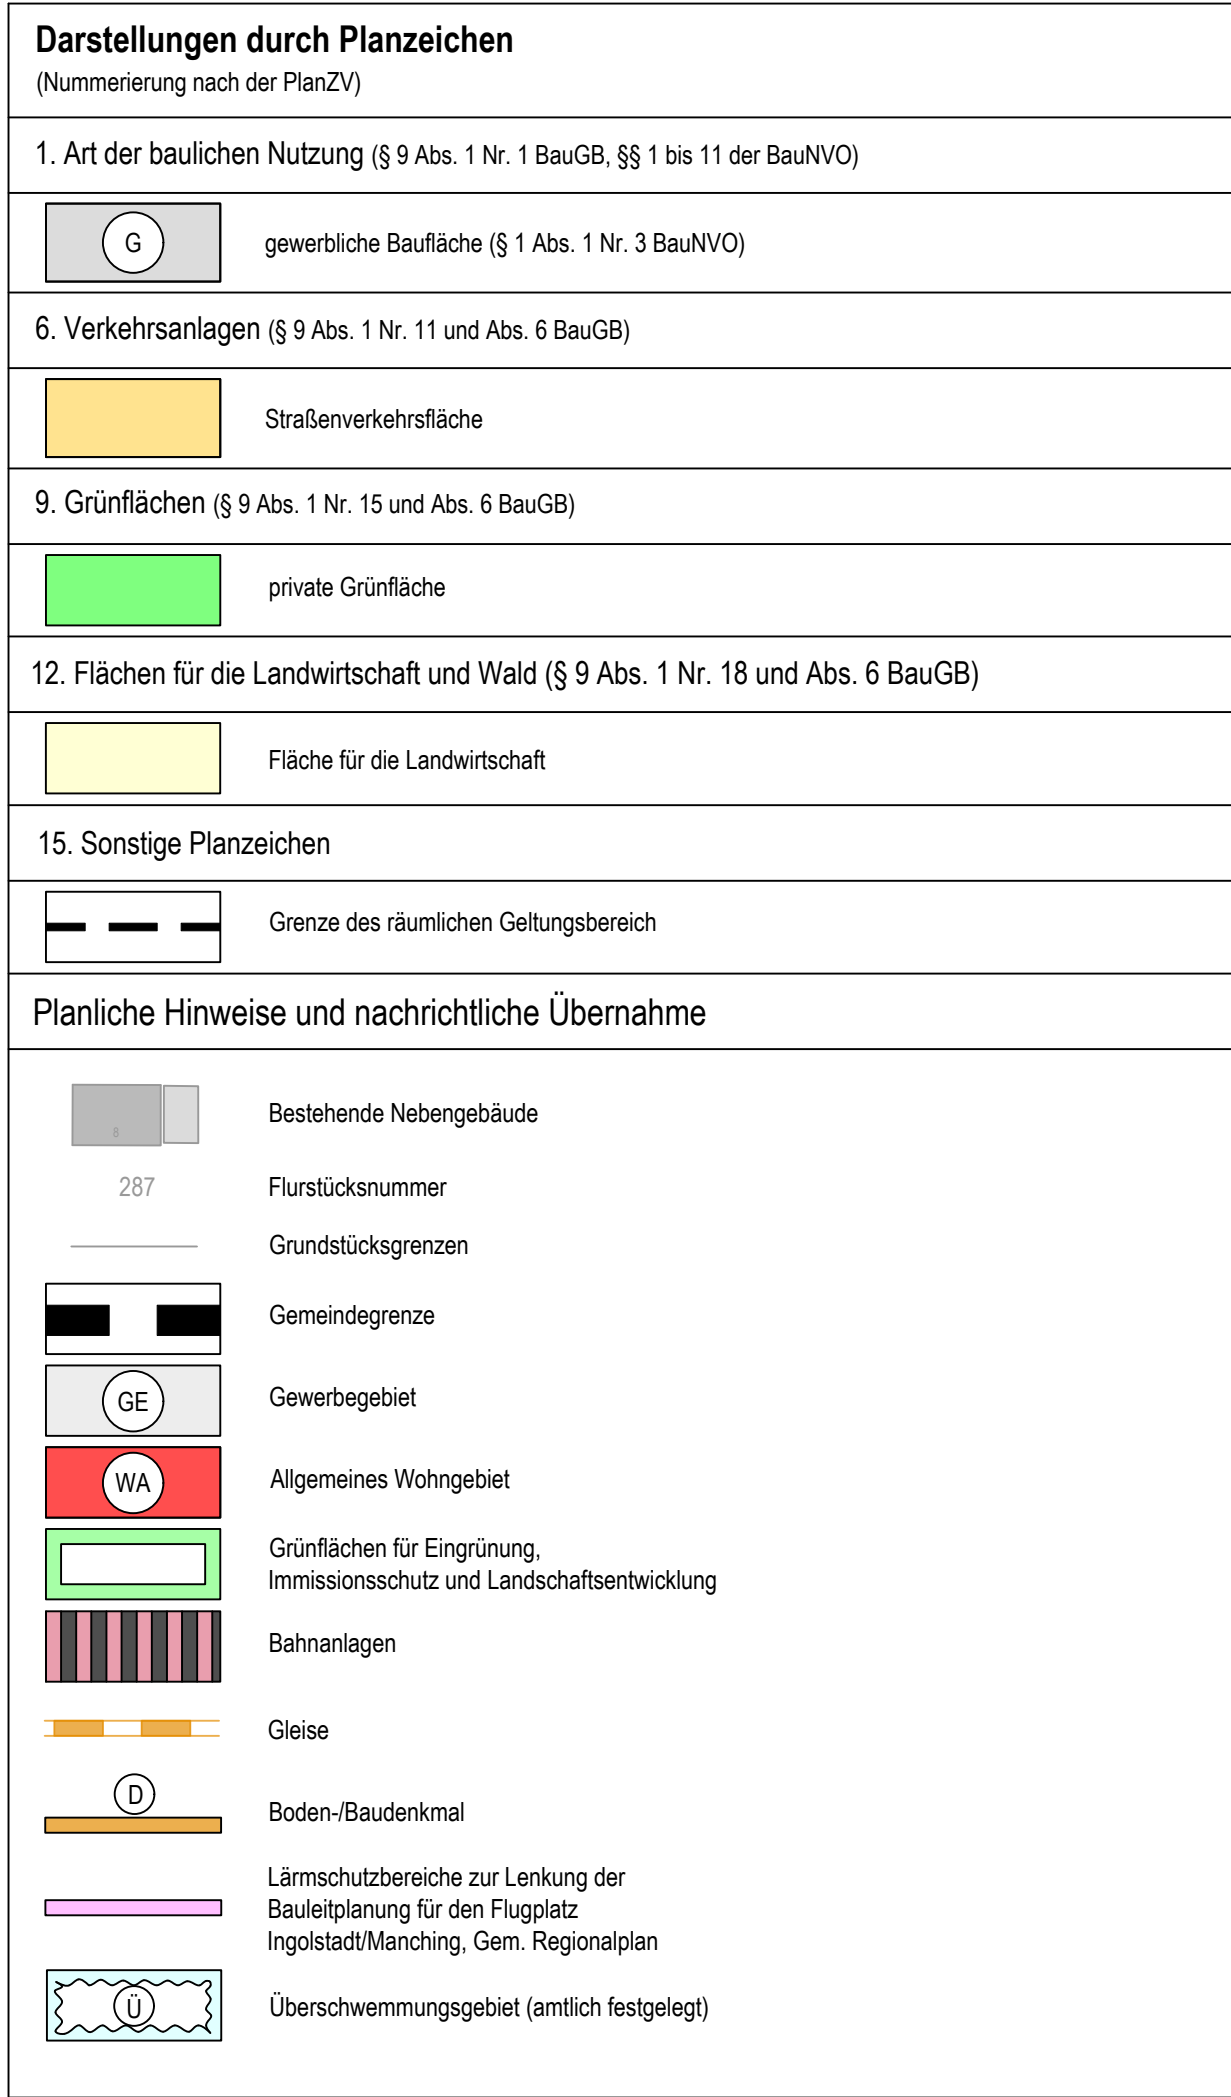 Darstellungen durch Planzeichen
(Nummerierung nach der PlanZV)
1. Art der baulichen Nutzung (§ 9 Abs. 1 Nr. 1 BauGB, §§ 1 bis 11 der BauNVO)
G gewerbliche Baufläche (§ 1 Abs. 1 Nr. 3 BauNVO)
6. Verkehrsanlagen (§ 9 Abs. 1 Nr. 11 und Abs. 6 BauGB)
Straßenverkehrsfläche
9. Grünflächen (§ 9 Abs. 1 Nr. 15 und Abs. 6 BauGB)
private Grünfläche
12. Flächen für die Landwirtschaft und Wald (§ 9 Abs. 1 Nr. 18 und Abs. 6 BauGB)
Fläche für die Landwirtschaft
15. Sonstige Planzeichen
Grenze des räumlichen Geltungsbereich
Planliche Hinweise und nachrichtliche Übernahme
8 Bestehende Nebengebäude
287 Flurstücksnummer
Grundstücksgrenzen
Gemeindegrenze
GE Gewerbegebiet
WA Allgemeines Wohngebiet
Grünflächen für Eingrünung,
Immissionsschutz und Landschaftsentwicklung
Bahnanlagen
Gleise
D Boden-/Baudenkmal
Lärmschutzbereiche zur Lenkung der
Bauleitplanung für den Flugplatz
Ingolstadt/Manching, Gem. Regionalplan
Ü Überschwemmungsgebiet (amtlich festgelegt)